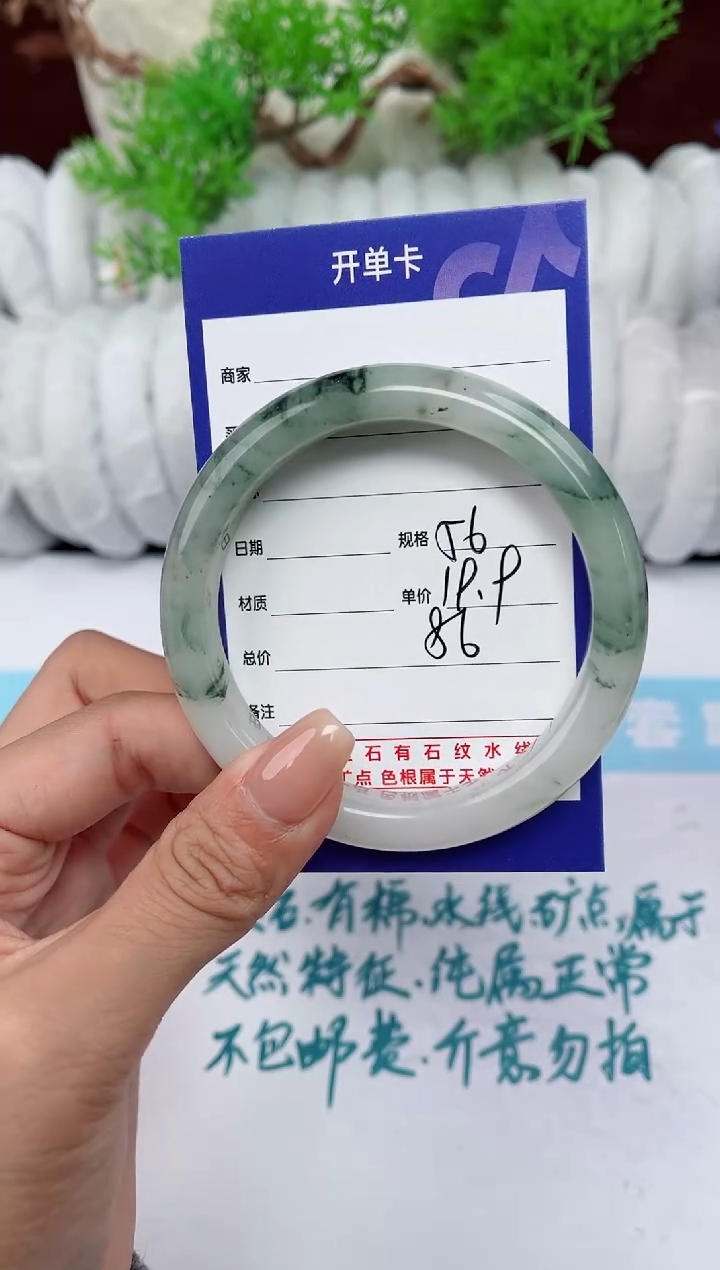 开单卡
商家
日期 规格 56
材质 单价 19.9
86
总价
备注
石有石纹水线
矿点 色根属于天然
石.有棉.水线.矿点,属于
天然特征.纯属正常
不包邮费.介意勿拍